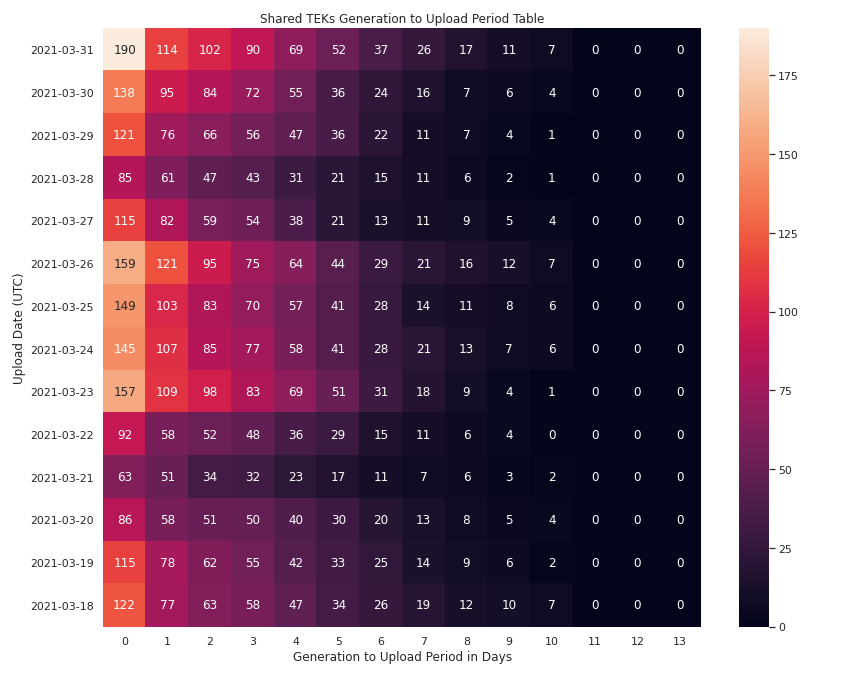 Shared TEKs Generation to Upload Period Table
2021-03-31 190 114 102 90 69 52 37 26 17 11 7 0 0 0
2021-03-30 138 95 84 72 55 36 24 16 7 6 4 0 0 0
2021-03-29 121 76 66 56 47 36 22 11 7 4 1 0 0 0
2021-03-28 85 61 47 43 31 21 15 11 6 2 1 0 0 0
2021-03-27 115 82 59 54 38 21 13 11 9 5 4 0 0 0
2021-03-26 159 121 95 75 64 44 29 21 16 12 7 0 0 0
2021-03-25 149 103 83 70 57 41 28 14 11 8 6 0 0 0
2021-03-24 145 107 85 77 58 41 28 21 13 7 6 0 0 0
2021-03-23 157 109 98 83 69 51 31 18 9 4 1 0 0 0
2021-03-22 92 58 52 48 36 29 15 11 6 4 0 0 0 0
2021-03-21 63 51 34 32 23 17 11 7 6 3 2 0 0 0
2021-03-20 86 58 51 50 40 30 20 13 8 5 4 0 0 0
2021-03-19 115 78 62 55 42 33 25 14 9 6 2 0 0 0
2021-03-18 122 77 63 58 47 34 26 19 12 10 7 0 0 0
0 1 2 3 4 5 6 7 8 9 10 11 12 13
Generation to Upload Period in Days
Upload Date (UTC)
175
150
125
100
75
50
25
0